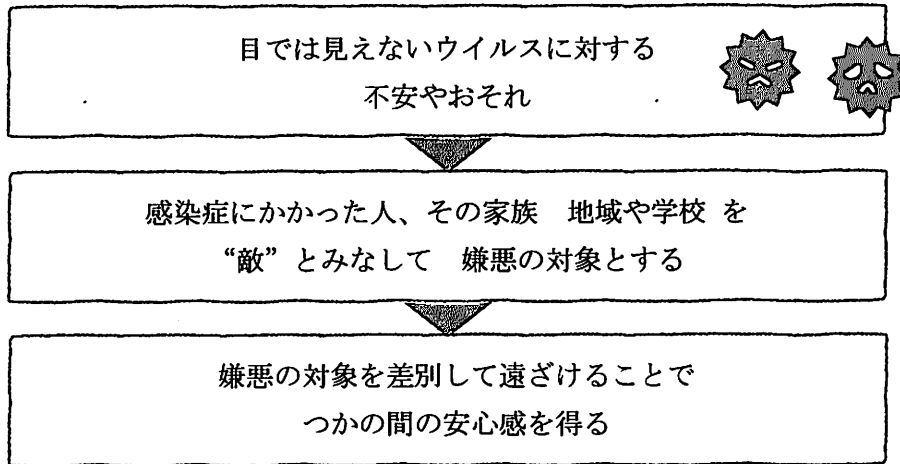 目では見えないウイルスに対する
不安やおそれ
感染症にかかった人、その家族　地域や学校 を
“敵” とみなして　嫌悪の対象とする
嫌悪の対象を差別して遠ざけることで
つかの間の安心感を得る